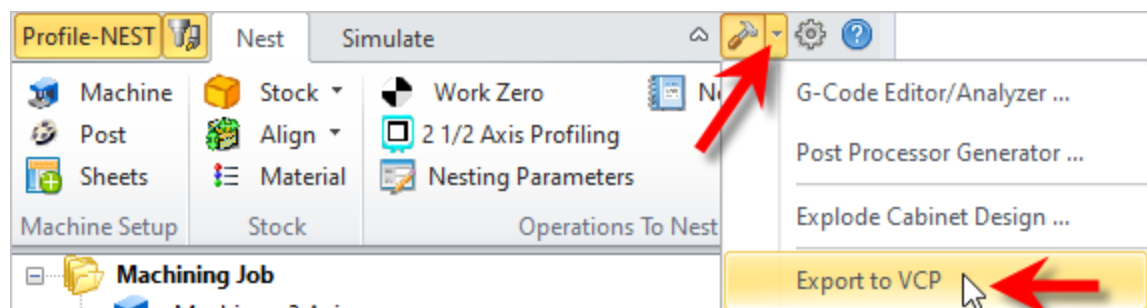 Profile-NEST Nest Simulate
Machine Stock Work Zero
Post Align 2 1/2 Axis Profiling
Sheets Material Nesting Parameters
Machine Setup Stock Operations To Nest
Machining Job
G-Code Editor/Analyzer ...
Post Processor Generator ...
Explode Cabinet Design ...
Export to VCP